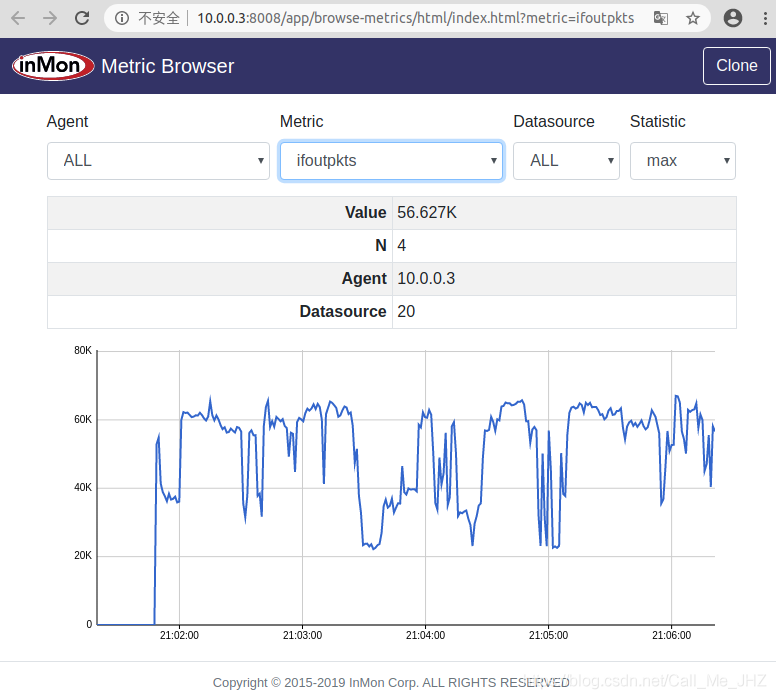 不安全 10.0.0.3:8008/app/browse-metrics/html/index.html?metric=ifoutpkts
inMon Metric Browser Clone
Agent Metric Datasource Statistic
ALL ifoutpkts ALL max
Value 56.627K
N 4
Agent 10.0.0.3
Datasource 20
80K
60K
40K
20K
0
21:02:00 21:03:00 21:04:00 21:05:00 21:06:00
Copyright © 2015-2019 InMon Corp. ALL RIGHTS RESERVED
blog.csdn.net/Call_Me_JHZ